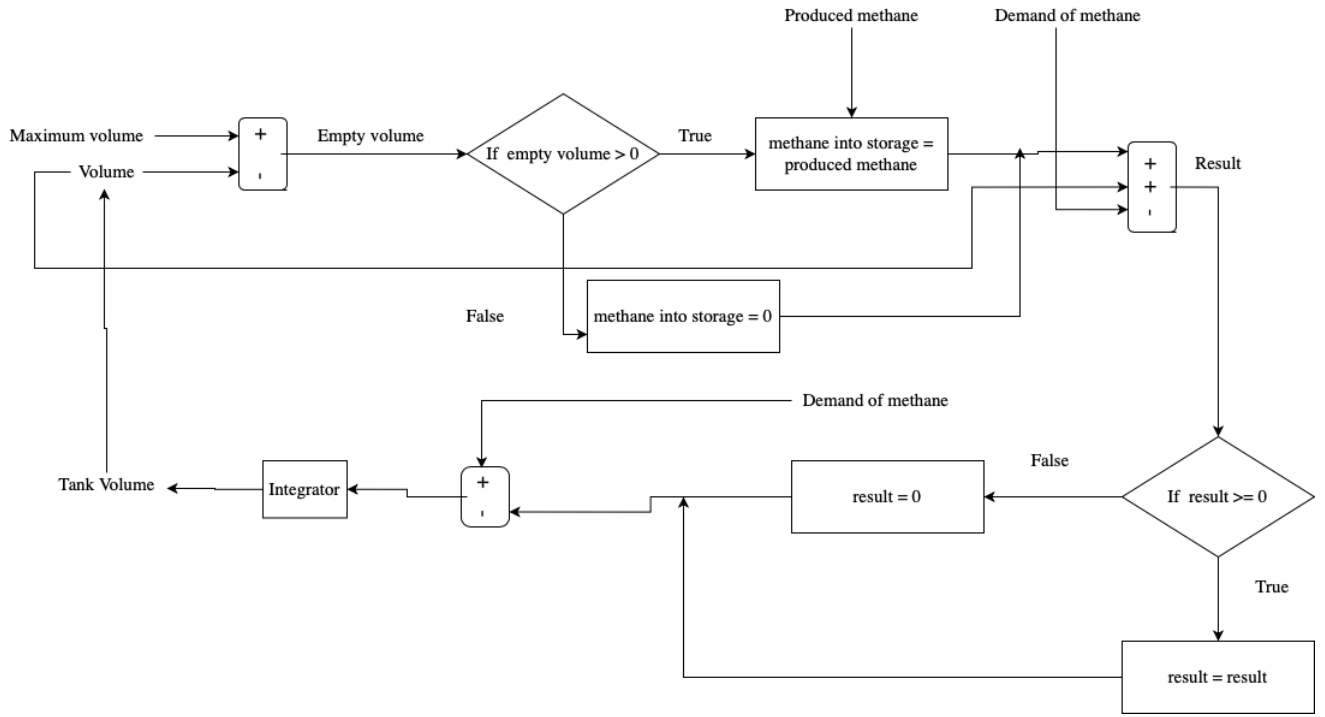 Produced methane
Demand of methane
Maximum volume
+
Empty volume
If empty volume > 0
True
methane into storage =
produced methane
Volume
-
+
+
-
Result
False
methane into storage = 0
Demand of methane
Tank Volume
Integrator
+
-
result = 0
False
If result >= 0
True
result = result